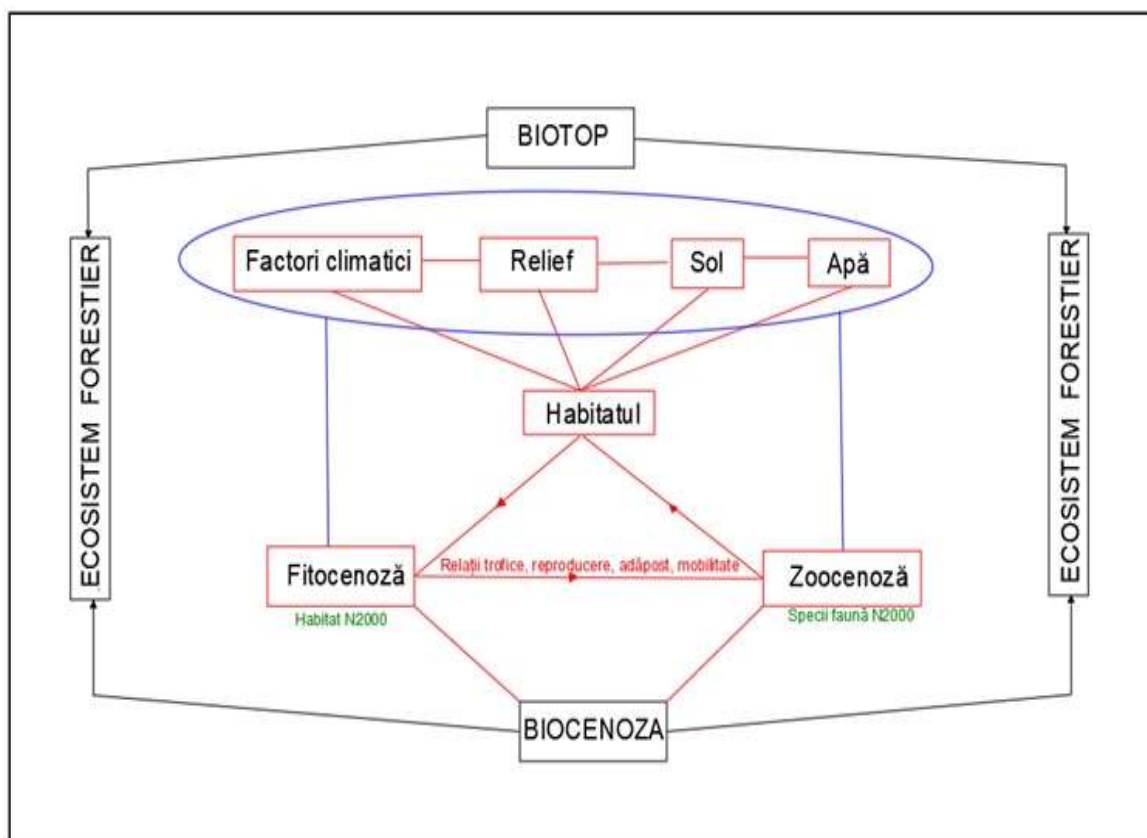 BIOTOP
Factori climatici
Relief
Sol
Apă
ECOSISTEM FORESTIER
ECOSISTEM FORESTIER
Habitatul
Fitocenoză
Relații trofice, reproducere, adăpost, mobilitate
Zoocenoză
Habitat N2000
Specii faună N2000
BIOCENOZA